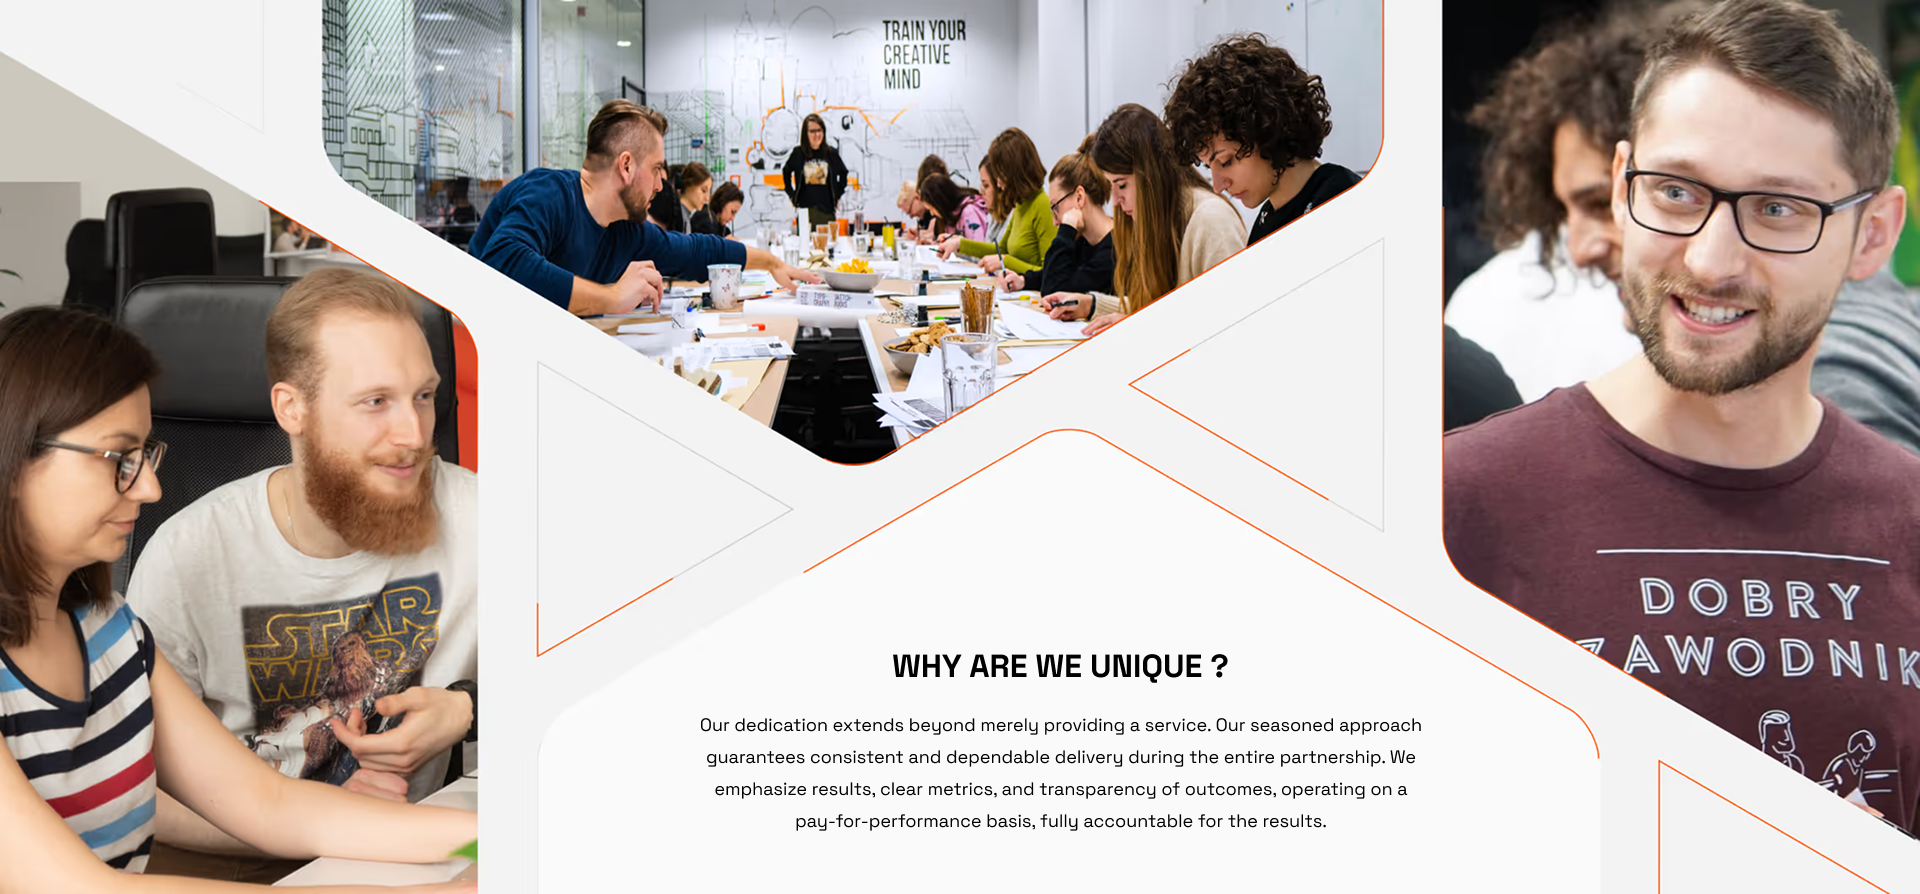 TRAIN YOUR
CREATIVE
MIND
STAR
WARS
DOBRY
ZAWODNIK
WHY ARE WE UNIQUE ?
Our dedication extends beyond merely providing a service. Our seasoned approach
guarantees consistent and dependable delivery during the entire partnership. We
emphasize results, clear metrics, and transparency of outcomes, operating on a
pay-for-performance basis, fully accountable for the results.